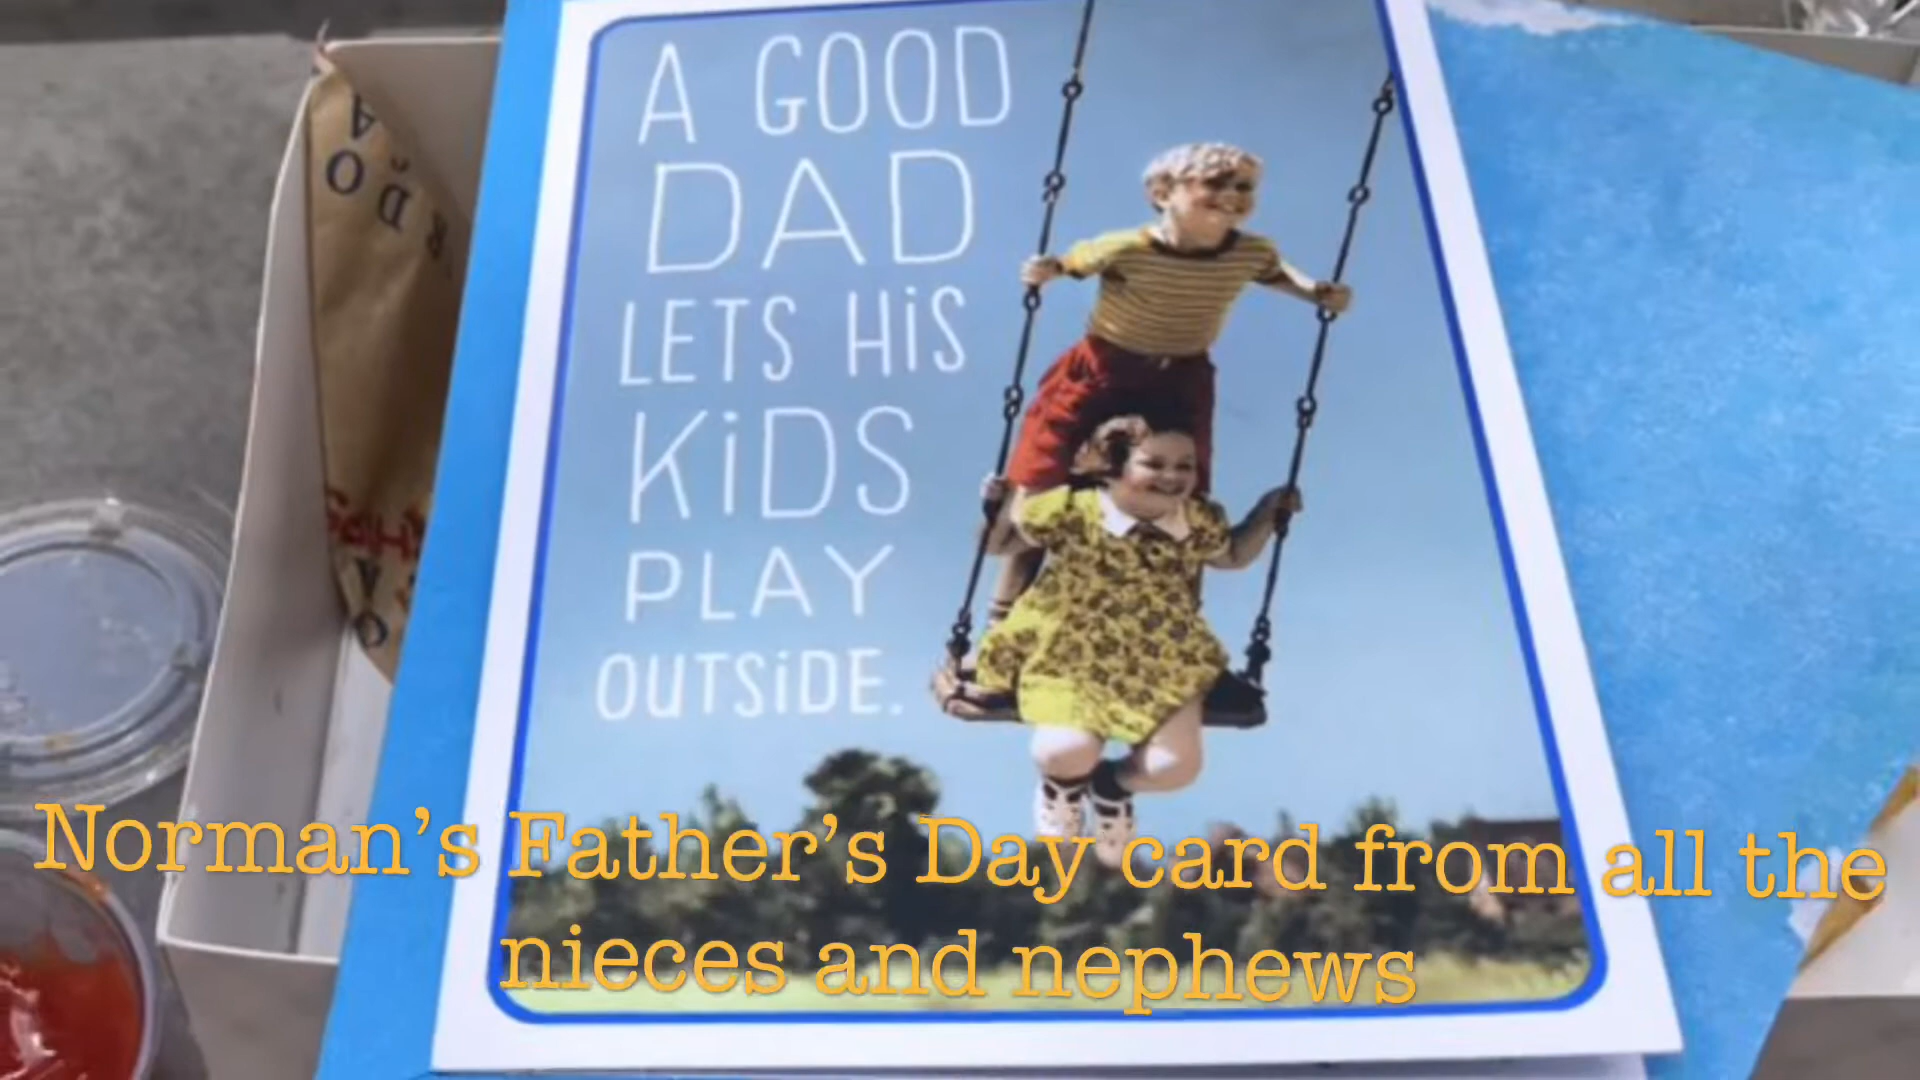 A GOOD
DAD
LETS HiS
KiDS
PLAY
OUTSiDE.
Norman's Father's Day card from all the
nieces and nephews